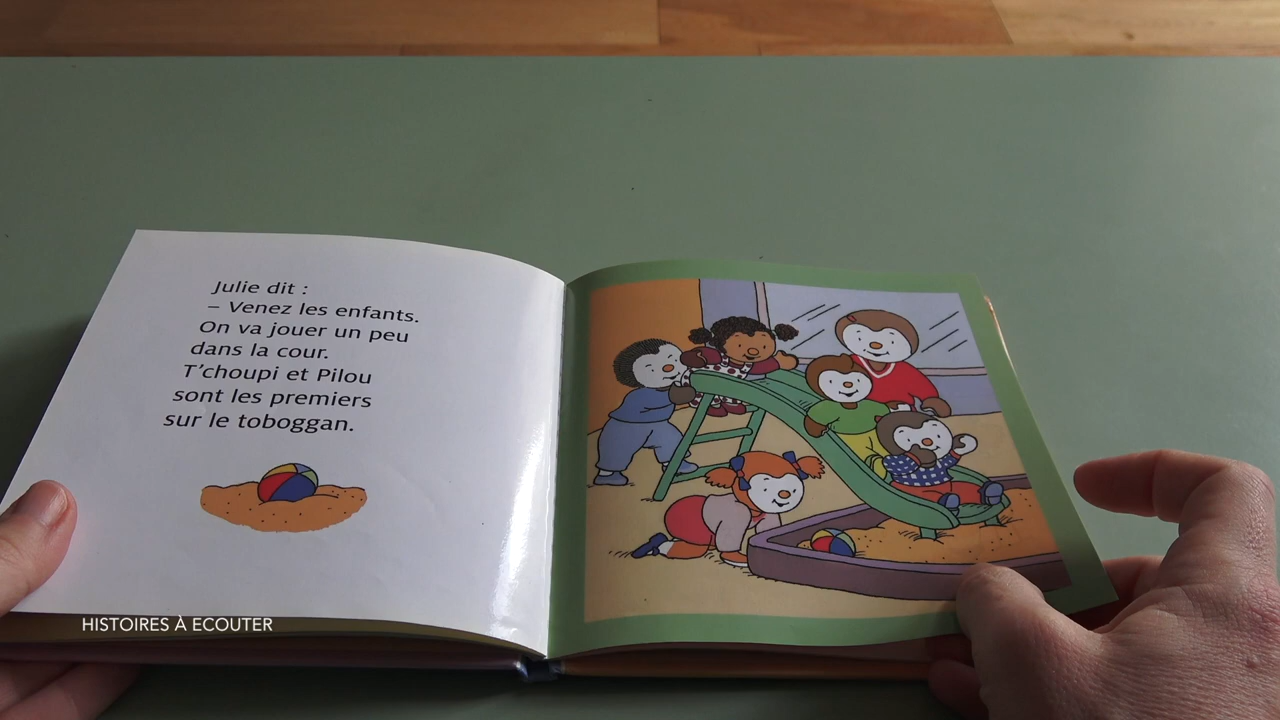 Julie dit :
– Venez les enfants.
On va jouer un peu
dans la cour.
T'choupi et Pilou
sont les premiers
sur le toboggan.
HISTOIRES À ECOUTER